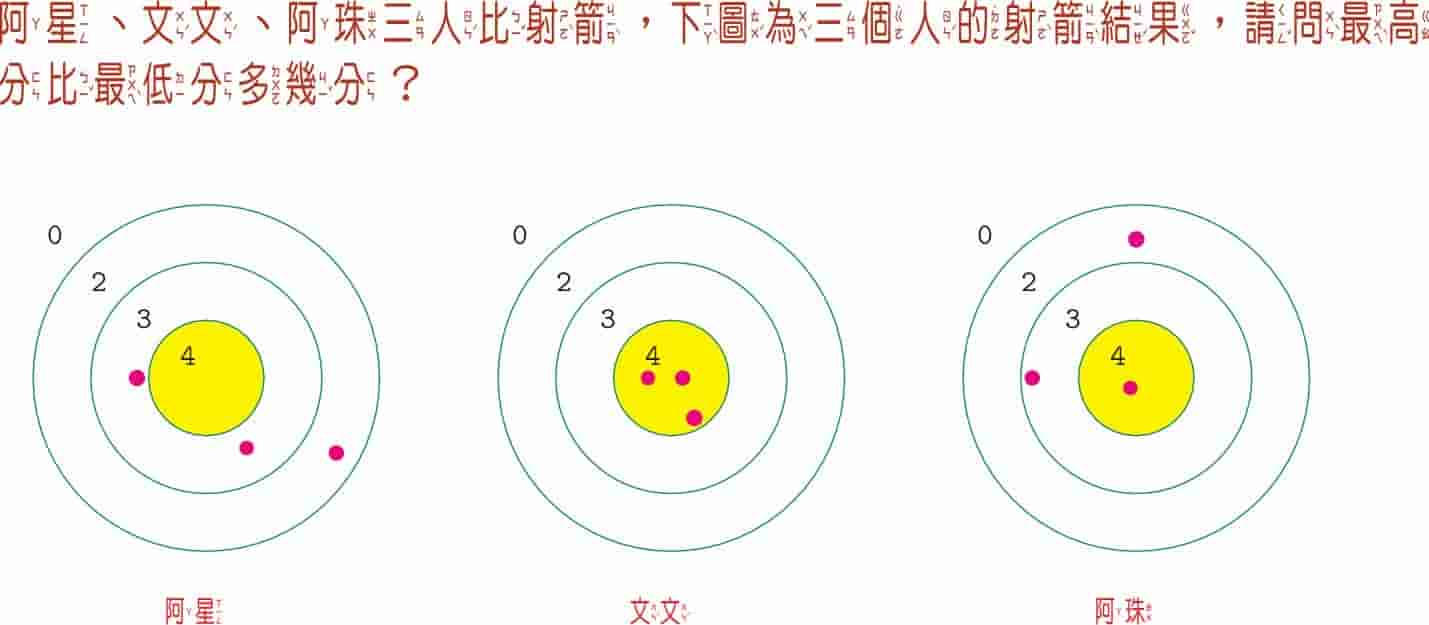 阿星、文文、阿珠三人比射箭，下圖為三個人的射箭結果，請問最高
分比最低分多幾分？
0 0 0
2 2 2
3 3 3
4 4 4
阿星 文文 阿珠